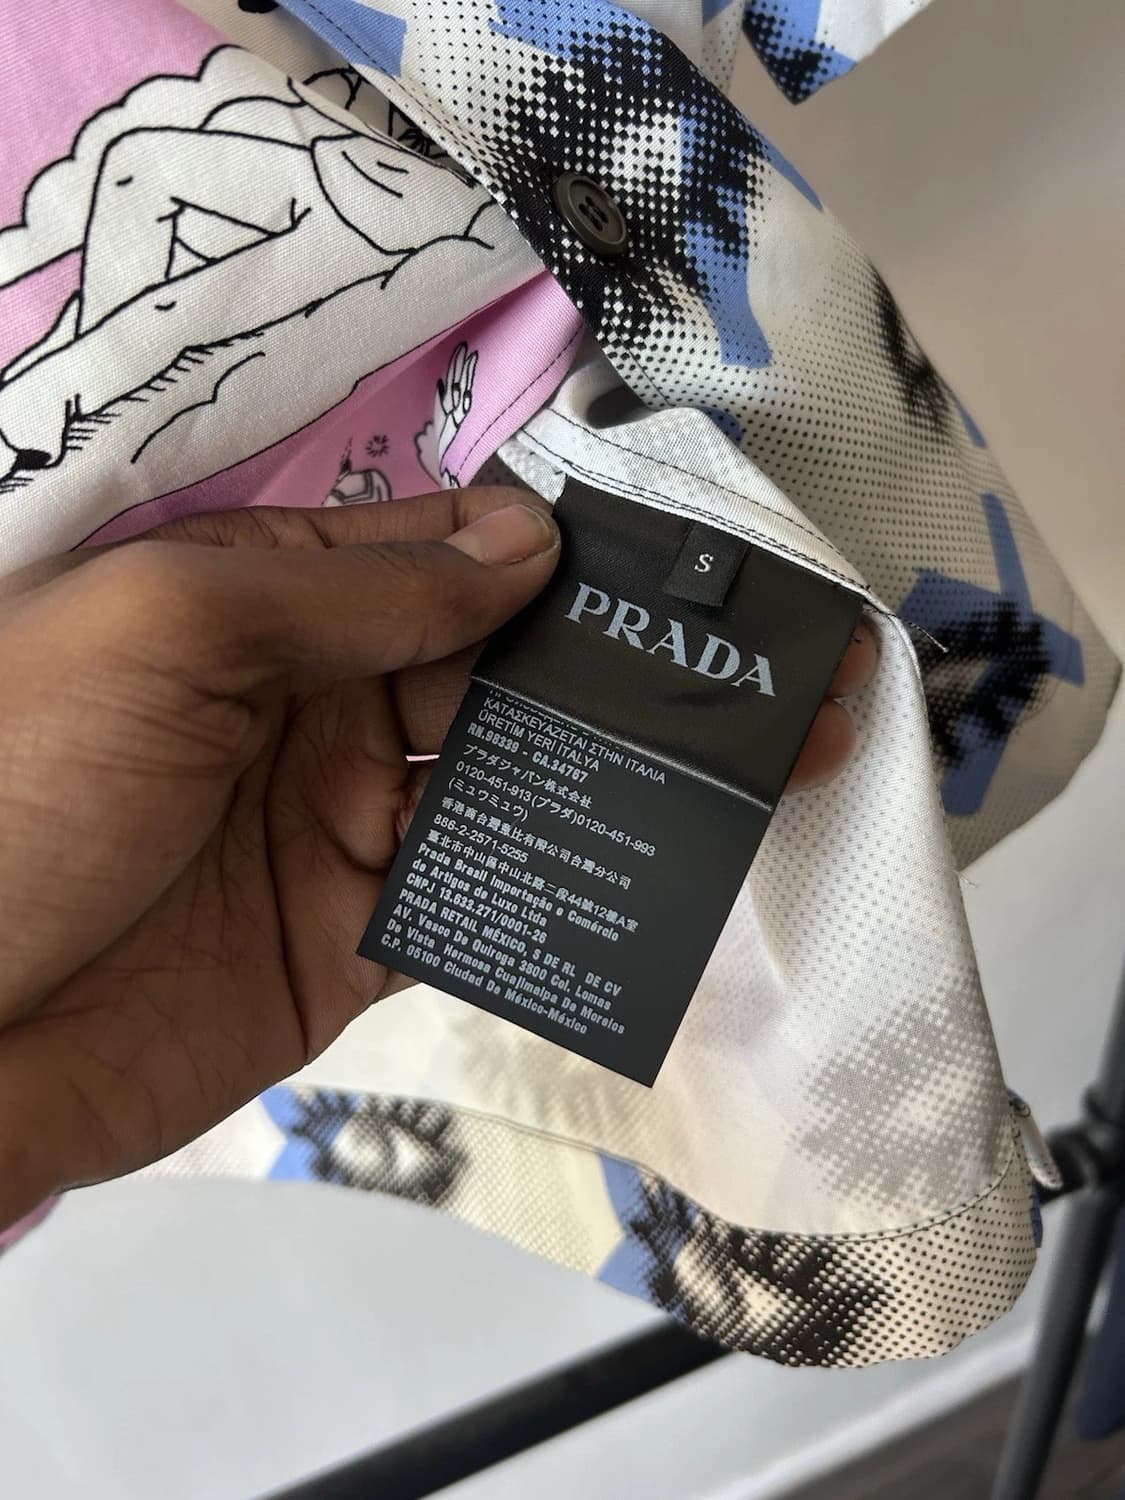 S
PRADA
ΚΑΤΑΣΚΕΥΑΖΕΤΑΙ ΣΤΗΝ ΙΤΑΛΙΑ
ÜRETİM YERİ İTALYA
RN.98339 - CA.34767
プラダジャパン株式会社
0120-451-913(プラダ)0120-451-993
(ミュウミュウ)
香港商台灣彪比有限公司台灣分公司
886-2-2571-5255
臺北市中山區中山北路二段44號12樓A室
Prada Brasil Importação e Comércio
de Artigos de Luxo Ltda
CNPJ 15.633.271/0001-26
PRADA RETAIL MÉXICO, S DE RL DE CV
AV. Vasco De Quiroga 3800 Col. Lomas
De Vista Hermosa Cuajimalpa De Morelos
C.P. 05100 Ciudad De México-México